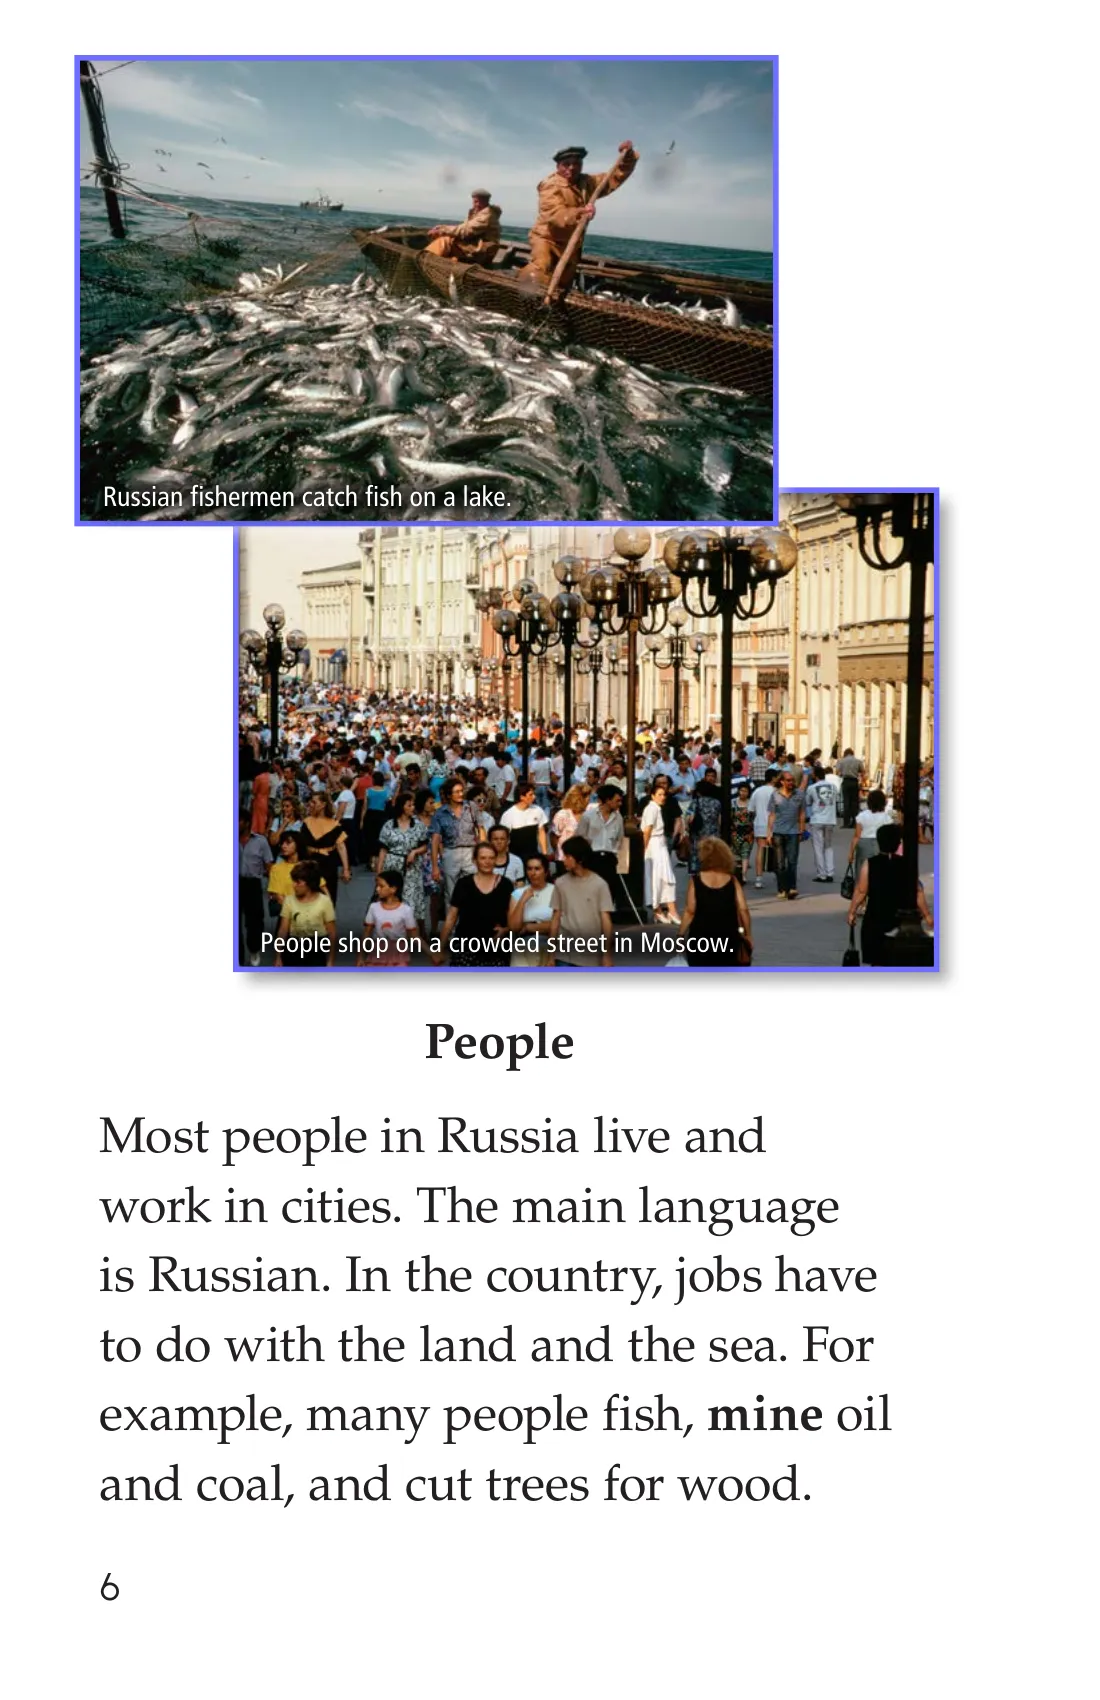 Russian fishermen catch fish on a lake.
People shop on a crowded street in Moscow.
People
Most people in Russia live and
work in cities. The main language
is Russian. In the country, jobs have
to do with the land and the sea. For
example, many people fish, mine oil
and coal, and cut trees for wood.
6